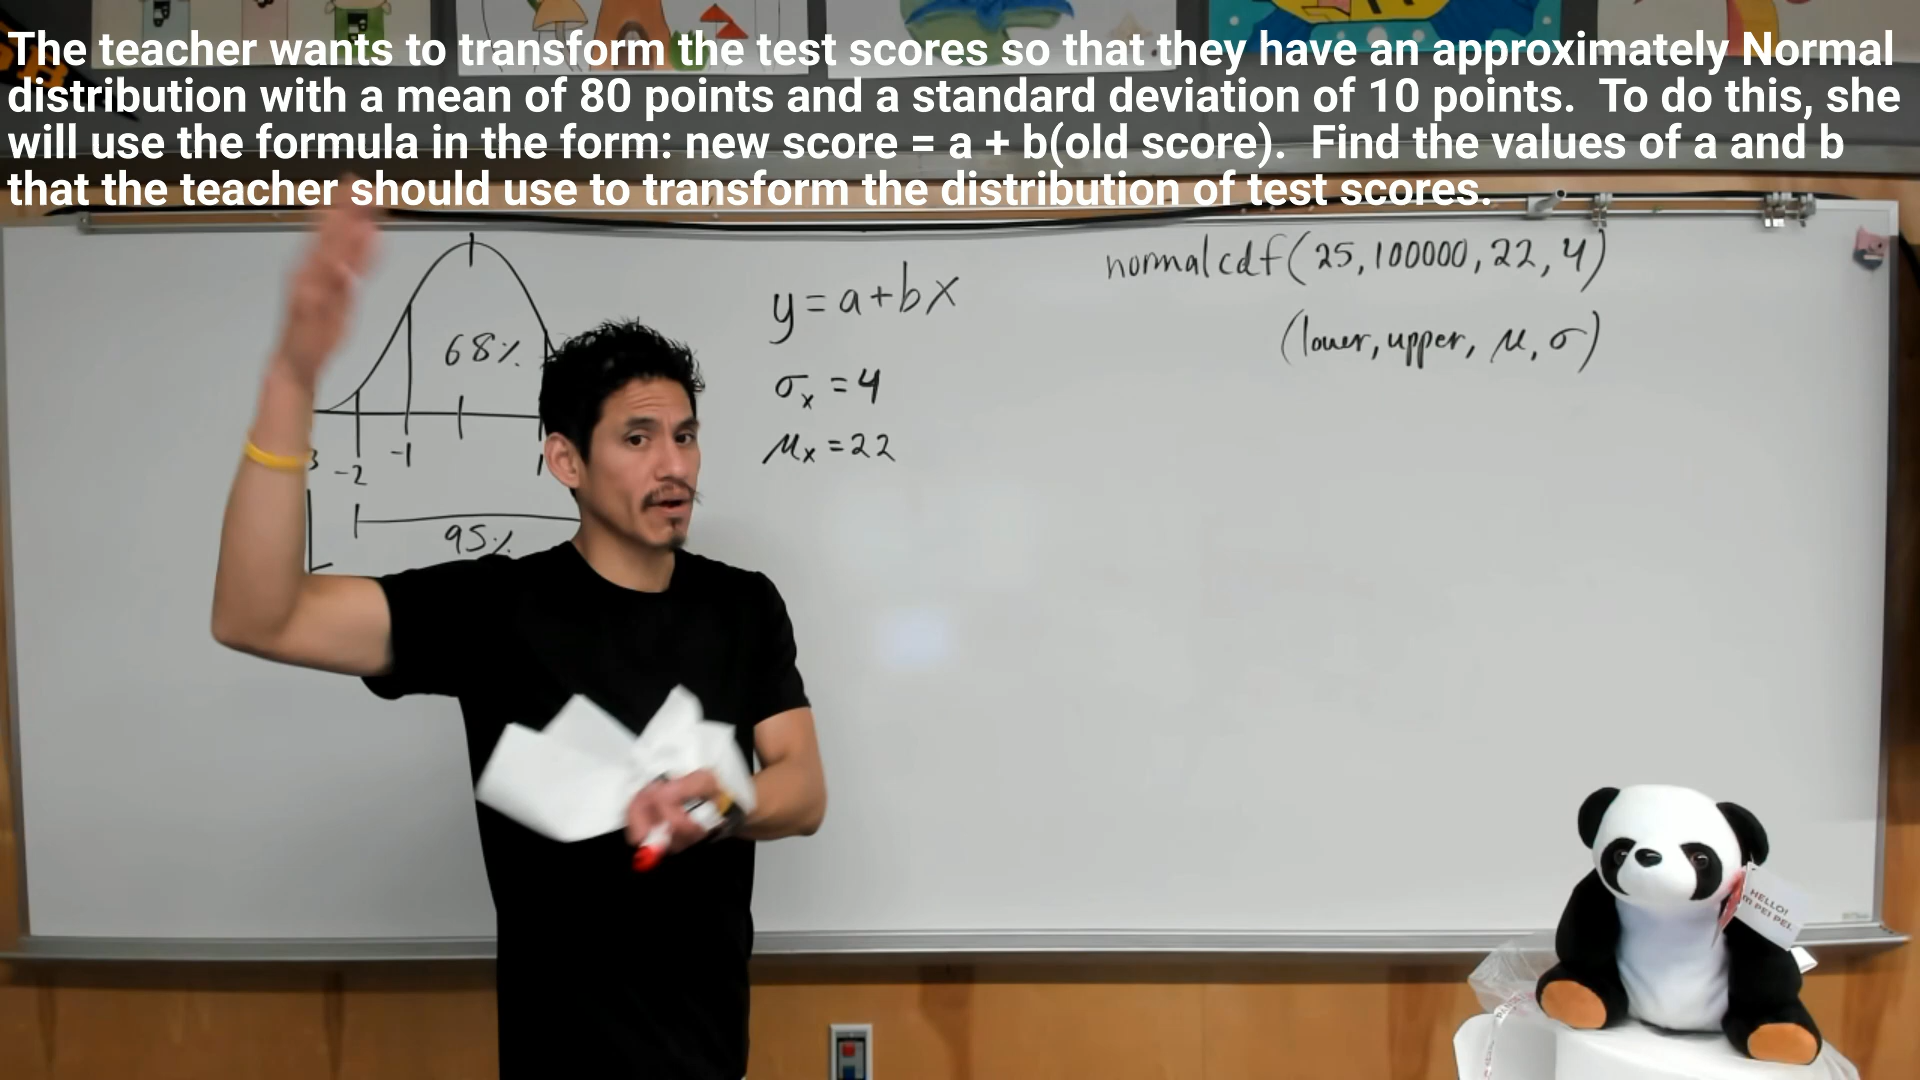 The teacher wants to transform the test scores so that they have an approximately Normal
distribution with a mean of 80 points and a standard deviation of 10 points.  To do this, she
will use the formula in the form: new score = a + b(old score).  Find the values of a and b
that the teacher should use to transform the distribution of test scores.
normalcdf(25,100000,22,4)
(lower, upper, μ, σ)
y = a + bx
σx = 4
μx = 22
68%
-2 -1 1
95%
HELLO!
PEI PEI